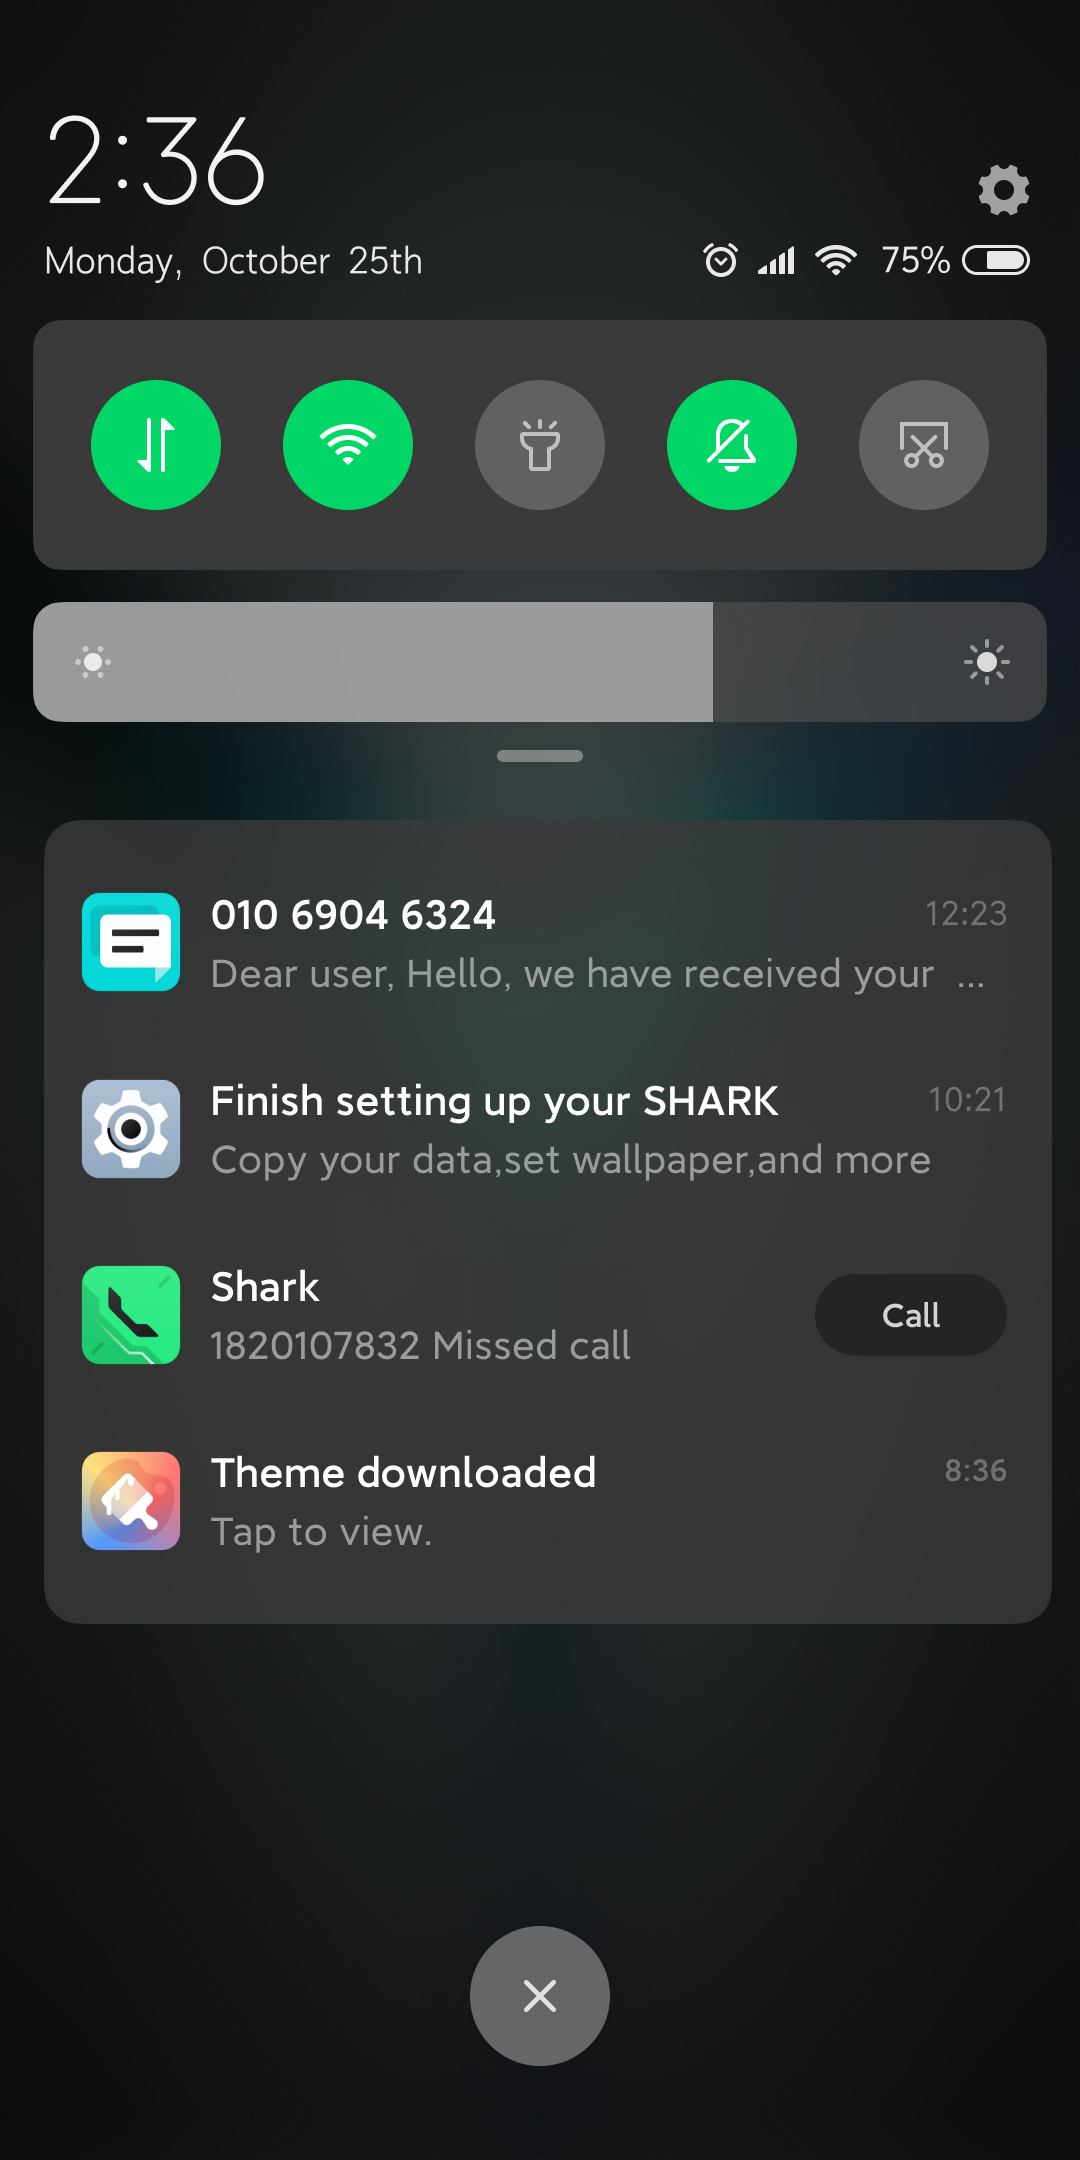 2:36
Monday, October 25th
75%
010 6904 6324
12:23
Dear user, Hello, we have received your ...
Finish setting up your SHARK
10:21
Copy your data,set wallpaper,and more
Shark
1820107832 Missed call
Call
Theme downloaded
8:36
Tap to view.